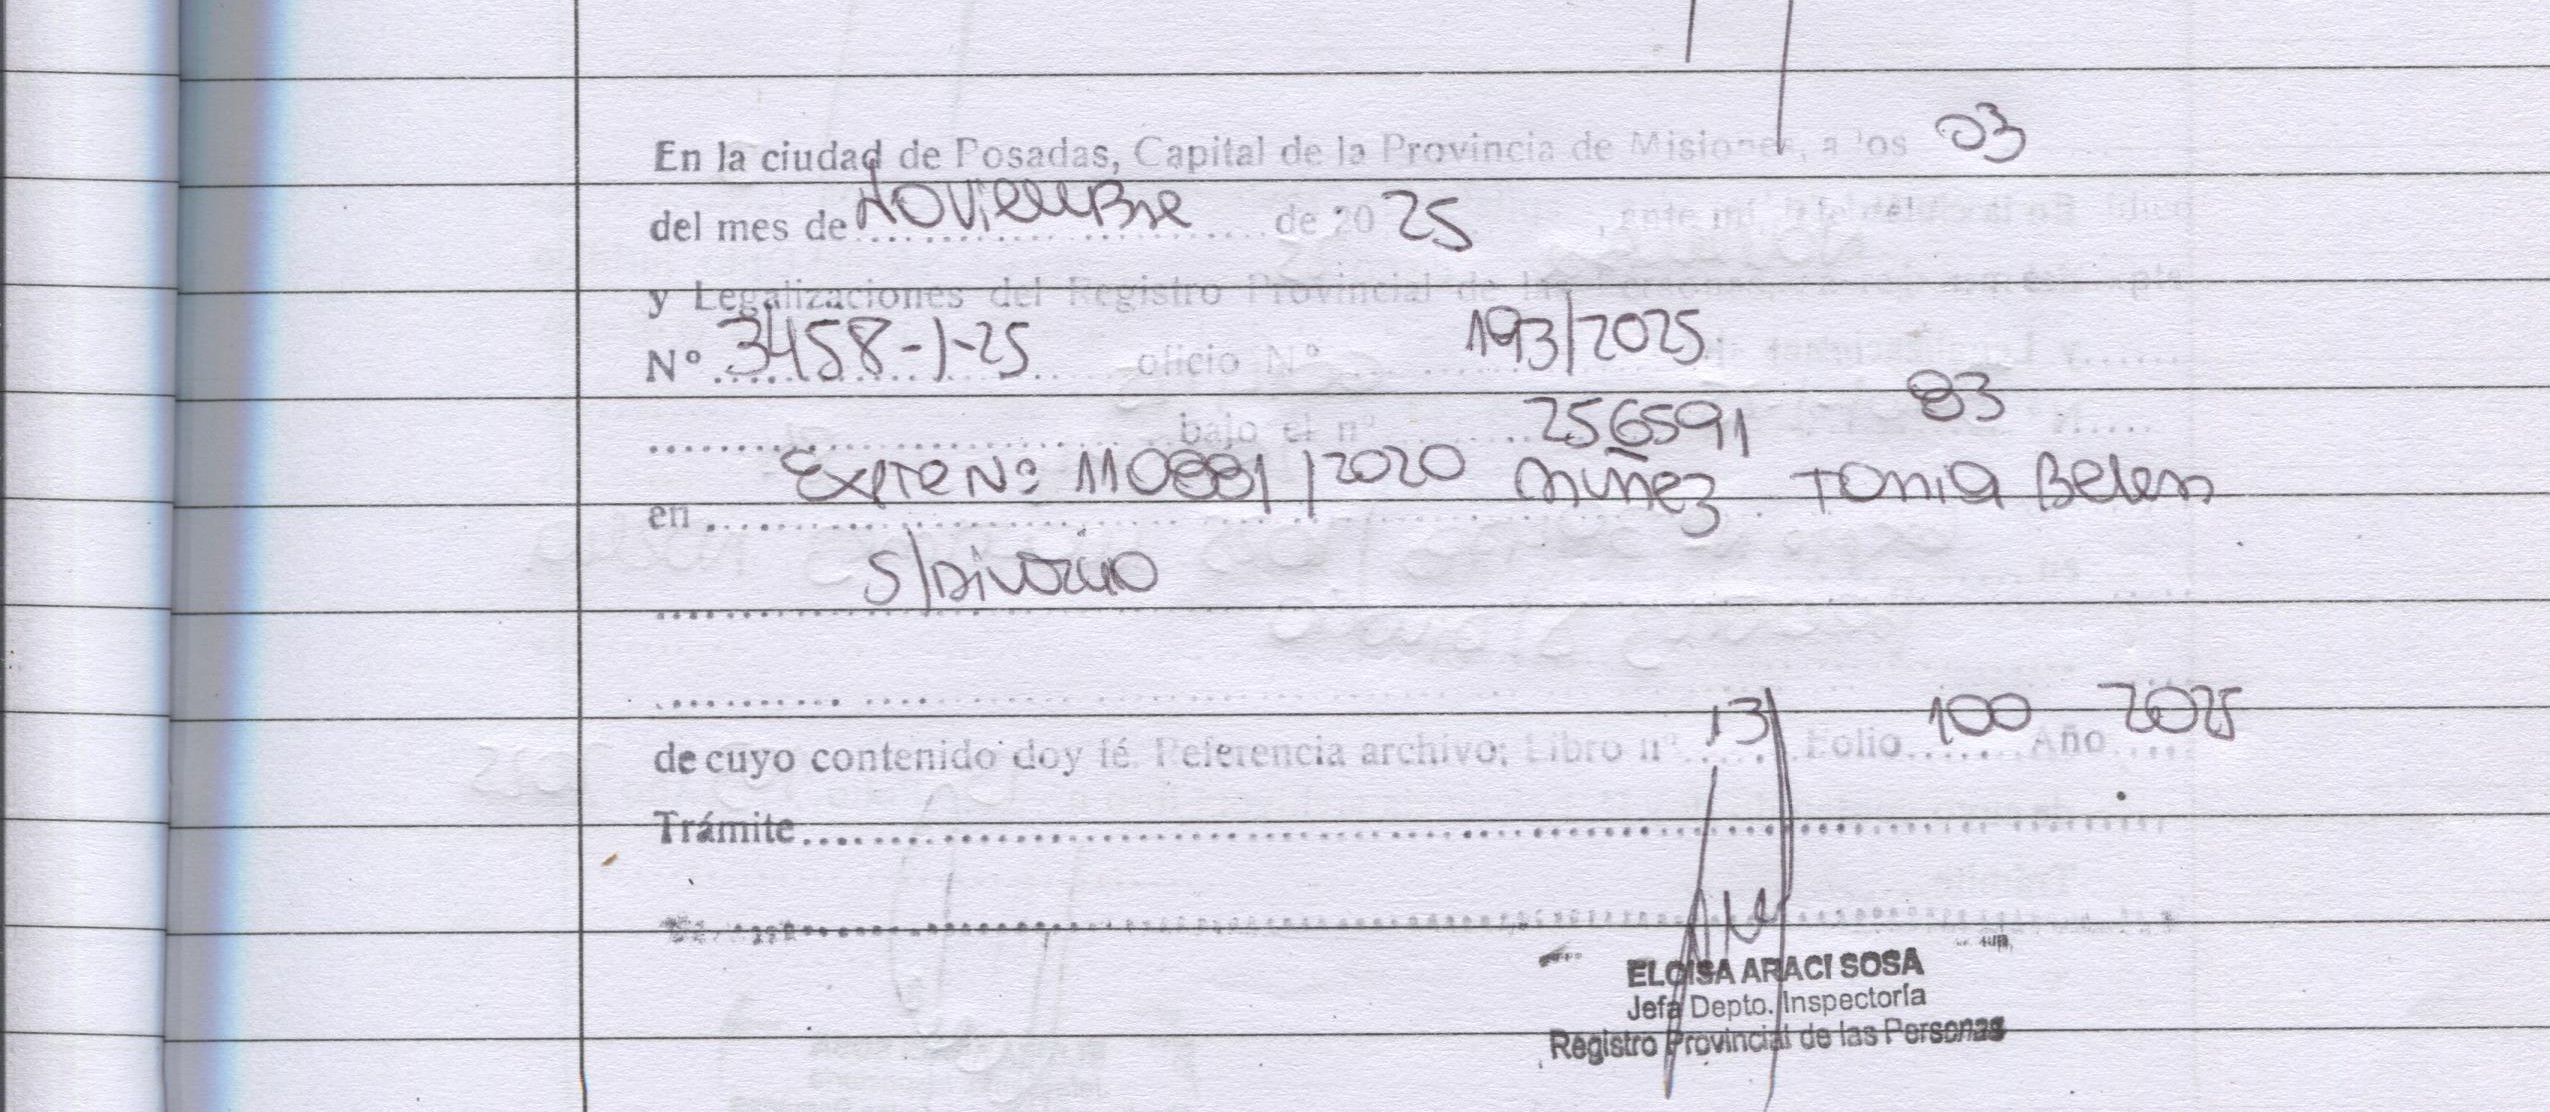 En la ciudad de Posadas, Capital de la Provincia de Misiones, a los 03
del mes de Noviembre de 20 25
y Legalizaciones del Registro Provincial de las Personas,
Nº 3458-J-25 oficio Nº 193/2025
bajo el nº 256591 83
en Expte Nº 110881/2020 Muñez Tania Belen
S/Divorcio
de cuyo contenido doy fé. Referencia archivo: Libro nº 13 Folio 100 Año 2025
Trámite
ELOISA ARACI SOSA
Jefa Depto. Inspectoría
Registro Provincial de las Personas